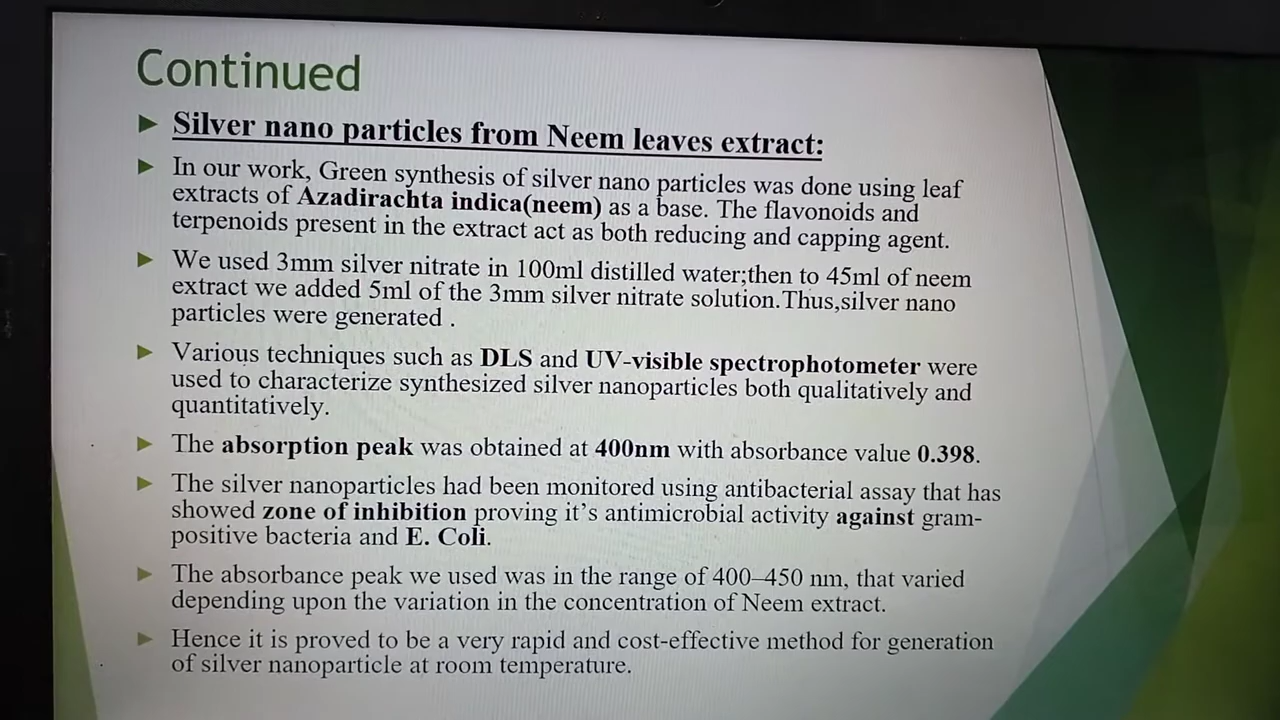 Continued
Silver nano particles from Neem leaves extract:
In our work, Green synthesis of silver nano particles was done using leaf
extracts of Azadirachta indica(neem) as a base. The flavonoids and
terpenoids present in the extract act as both reducing and capping agent.
We used 3mm silver nitrate in 100ml distilled water;then to 45ml of neem
extract we added 5ml of the 3mm silver nitrate solution.Thus,silver nano
particles were generated .
Various techniques such as DLS and UV-visible spectrophotometer were
used to characterize synthesized silver nanoparticles both qualitatively and
quantitatively.
The absorption peak was obtained at 400nm with absorbance value 0.398.
The silver nanoparticles had been monitored using antibacterial assay that has
showed zone of inhibition proving it’s antimicrobial activity against gram-
positive bacteria and E. Coli.
The absorbance peak we used was in the range of 400–450 nm, that varied
depending upon the variation in the concentration of Neem extract.
Hence it is proved to be a very rapid and cost-effective method for generation
of silver nanoparticle at room temperature.